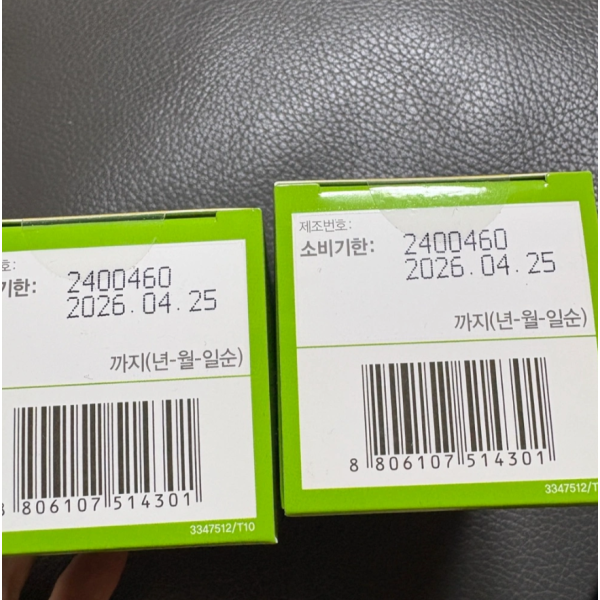 호:
기한:
2400460
2026.04.25
까지(년-월-일순)
806107 514301
3347512/T10
제조번호:
소비기한:
2400460
2026.04.25
까지(년-월-일순)
8 806107 514301
3347512/T